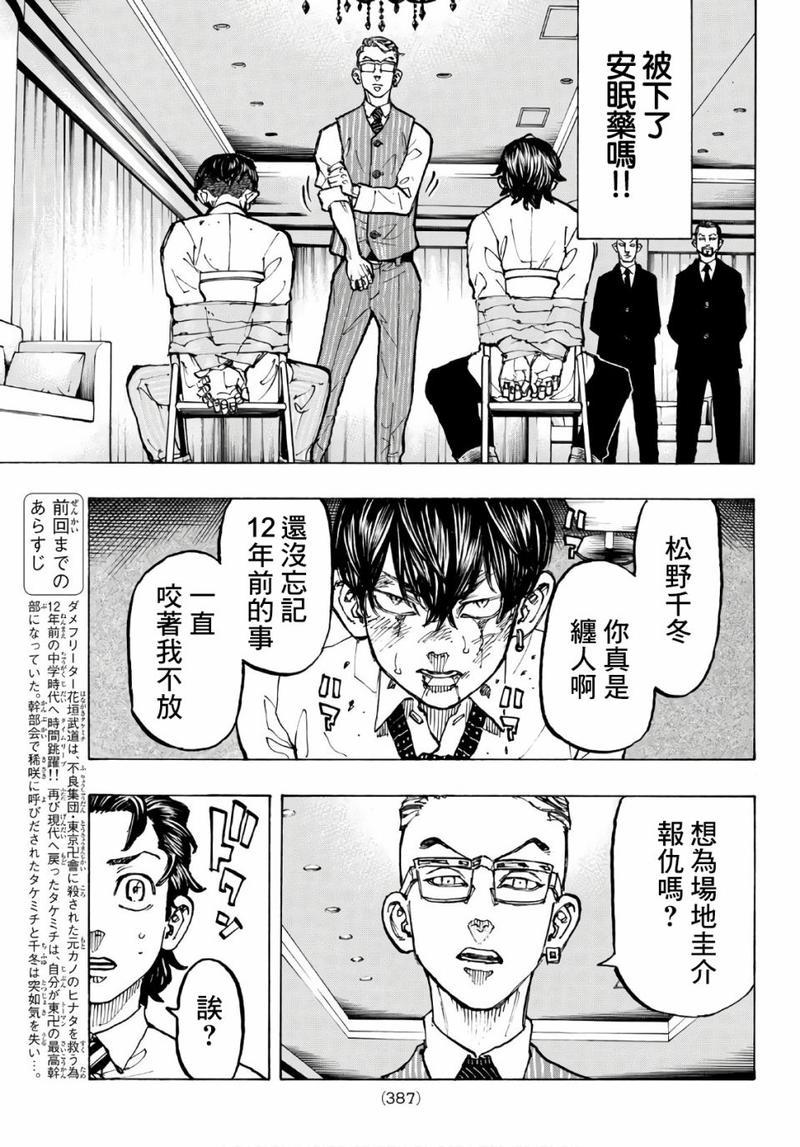 被下了
安眠藥嗎!!
松野千冬
你真是
纏人啊
還沒忘記
12年前的事
一直
咬著我不放
想為場地圭介
報仇嗎?
ドクン
誒?
前回までの
あらすじ
ダメフリーター花垣武道は、不良集団・東京卍會に殺された元カノのヒナタを救う為
12年前の中学時代へ時間跳躍!! 再び現代へ戻ったタケミチは、自分が東卍の最高幹
部になっていた。幹部会で稀咲に呼びだされたタケミチと千冬は突如気を失い…。
(387)